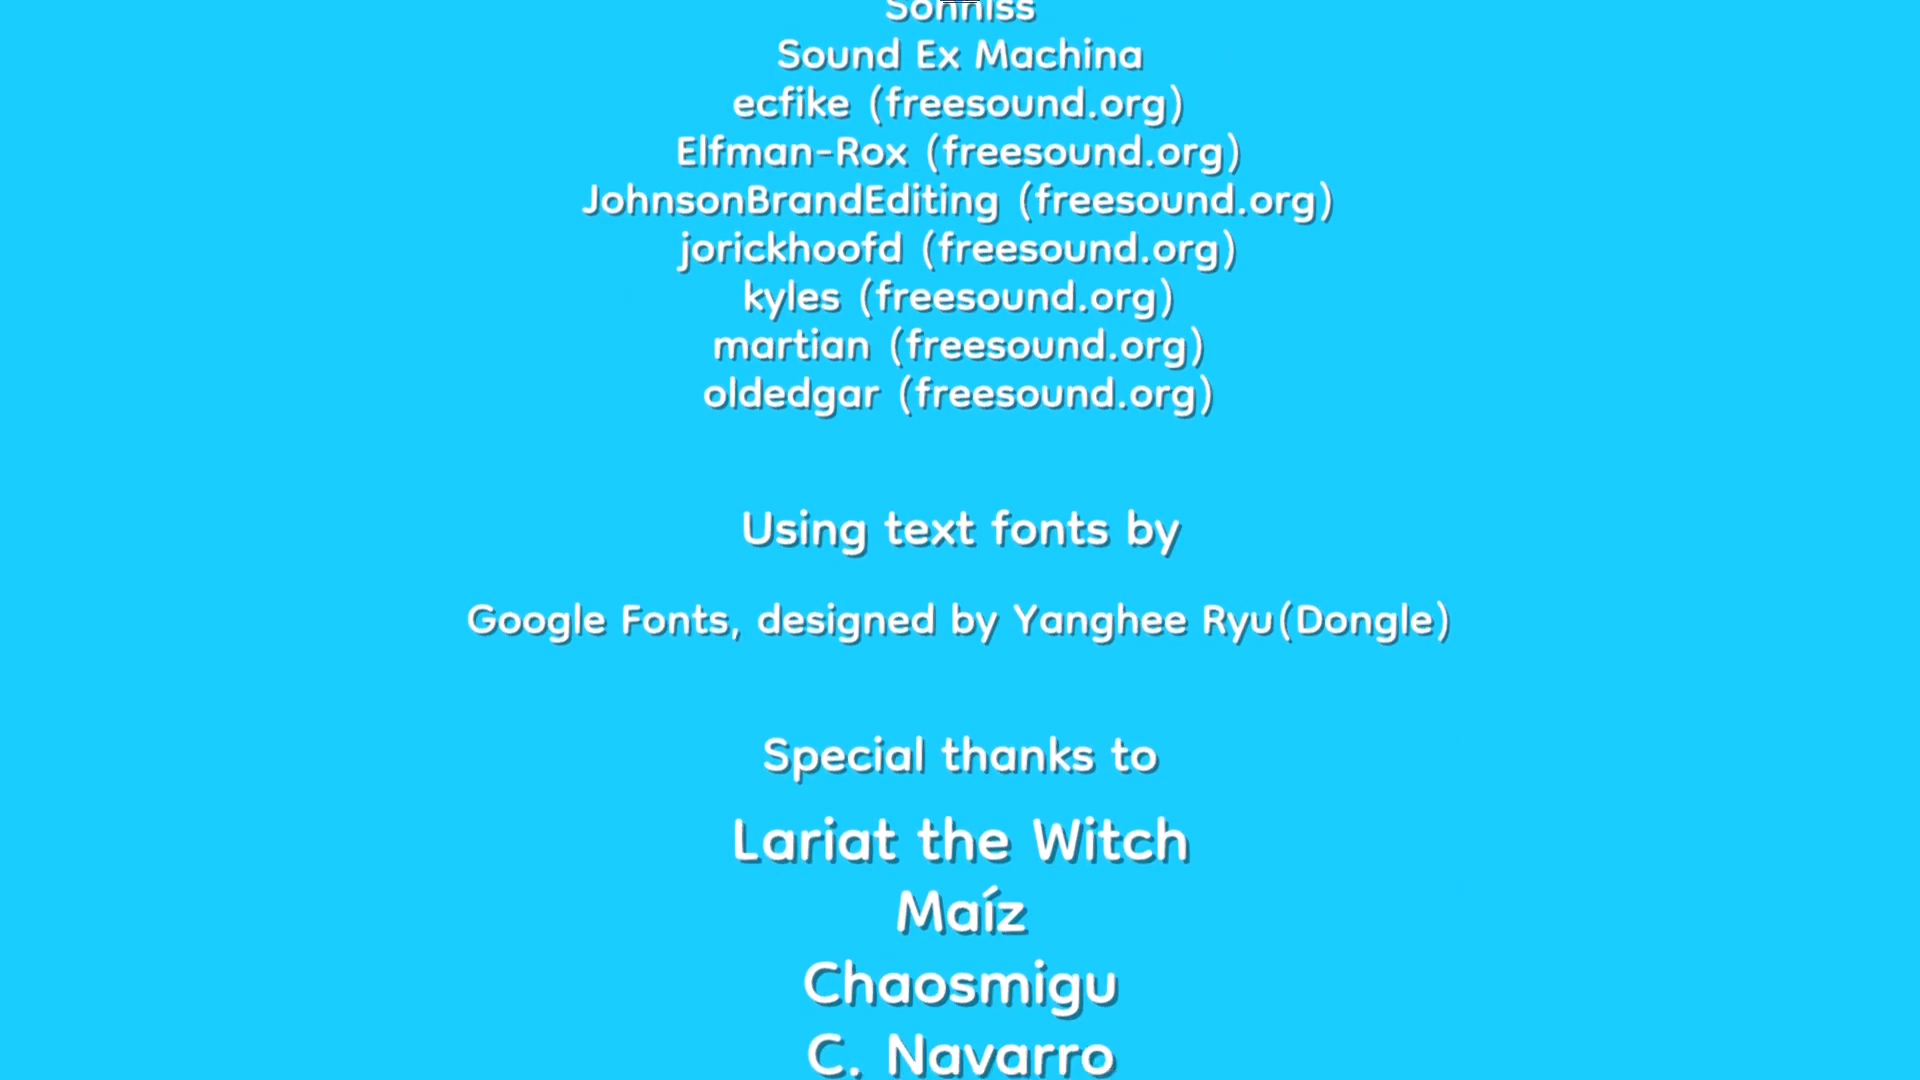 Sonniss
Sound Ex Machina
ecfike (freesound.org)
Elfman-Rox (freesound.org)
JohnsonBrandEditing (freesound.org)
jorickhoofd (freesound.org)
kyles (freesound.org)
martian (freesound.org)
oldedgar (freesound.org)
Using text fonts by
Google Fonts, designed by Yanghee Ryu(Dongle)
Special thanks to
Lariat the Witch
Maíz
Chaosmigu
C. Navarro